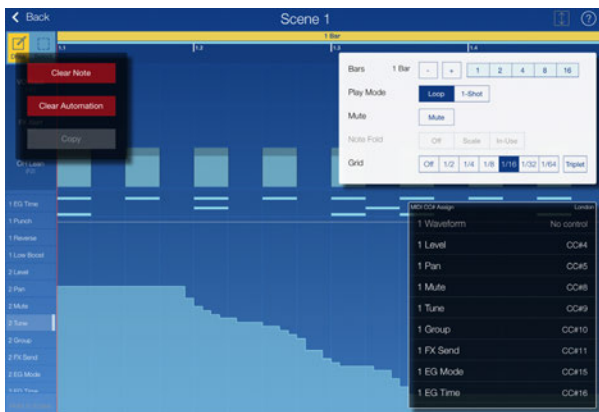 Back
Scene 1
?
1 Bar
1.1
1.2
1.3
1.4
Clear Note
Clear Automation
Copy
Bars 1 Bar - + 1 2 4 8 16
Play Mode Loop 1-Shot
Mute Mute
Note Fold Off Scale In-Use
Grid Off 1/2 1/4 1/8 1/16 1/32 1/64 Triplet
1 EG Time
1 Punch
1 Reverse
1 Low Boost
2 Level
2 Pan
2 Mute
2 Tune
2 Group
2 FX Send
2 EG Mode
2 EG Time
MIDI CC# Assign London
1 Waveform No control
1 Level CC#4
1 Pan CC#5
1 Mute CC#8
1 Tune CC#9
1 Group CC#10
1 FX Send CC#11
1 EG Mode CC#15
1 EG Time CC#16